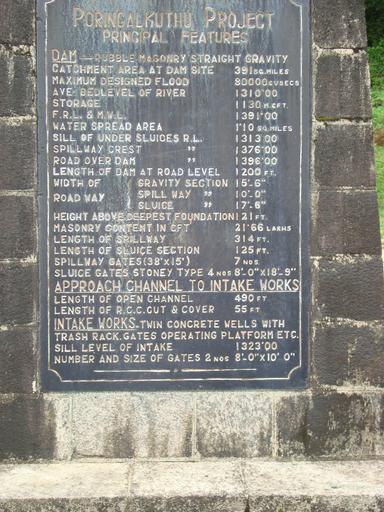 PORINGALKUTHU PROJECT
PRINCIPAL FEATURES
DAM — RUBBLE MASONRY STRAIGHT GRAVITY
CATCHMENT AREA AT DAM SITE 391 SQ.MILES
MAXIMUM DESIGNED FLOOD 80000 CUSECS
AVE· BEDLEVEL OF RIVER 1310'00
STORAGE 1130 M.CFT.
F.R.L. & M.W.L. 1391'00
WATER SPREAD AREA 1'10 SQ.MILES
SILL OF UNDER SLUICES R.L. 1313'00
SPILLWAY CREST " 1376'00
ROAD OVER DAM " 1396'00
LENGTH OF DAM AT ROAD LEVEL 1200 FT.
WIDTH OF GRAVITY SECTION 15'-6"
ROAD WAY SPILL WAY " 10'-0"
SLUICE " 17'-6"
HEIGHT ABOVE DEEPEST FOUNDATION 121 FT.
MASONRY CONTENT IN CFT 21'66 LAKHS
LENGTH OF SPILLWAY 314 FT.
LENGTH OF SLUICE SECTION 125 FT.
SPILLWAY GATES (38'X15') 7 NOS
SLUICE GATES STONEY TYPE 4 NOS 8'-0"X18'-9"
APPROACH CHANNEL TO INTAKE WORKS
LENGTH OF OPEN CHANNEL 490 FT
LENGTH OF R.C.C. CUT & COVER 55 FT.
INTAKE WORKS-TWIN CONCRETE WELLS WITH
TRASH RACK, GATES OPERATING PLATFORM ETC.
SILL LEVEL OF INTAKE 1323'00
NUMBER AND SIZE OF GATES 2 NOS 8'-0"X10'0"